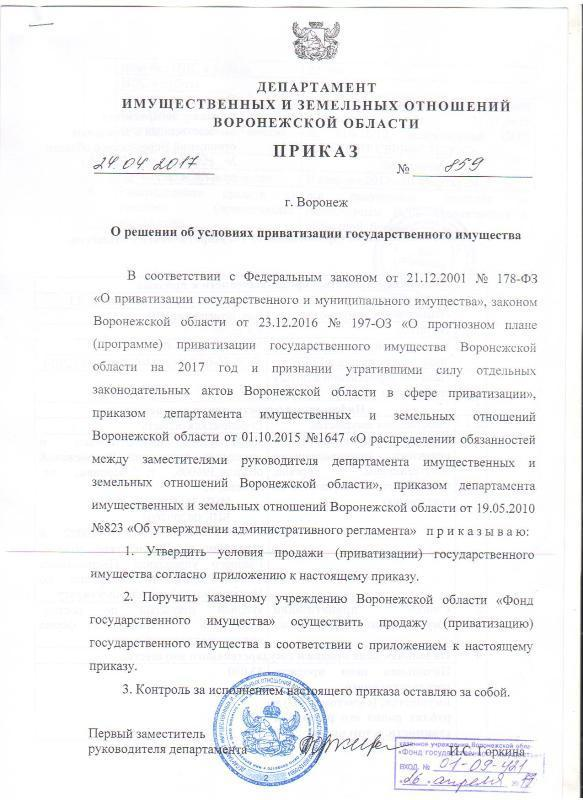 ДЕПАРТАМЕНТ
ИМУЩЕСТВЕННЫХ И ЗЕМЕЛЬНЫХ ОТНОШЕНИЙ
ВОРОНЕЖСКОЙ ОБЛАСТИ
ПРИКАЗ
24.04.2017 № 859
г. Воронеж
О решении об условиях приватизации государственного имущества
В соответствии с Федеральным законом от 21.12.2001 № 178-ФЗ
«О приватизации государственного и муниципального имущества», законом
Воронежской области от 23.12.2016 № 197-ОЗ «О прогнозном плане
(программе) приватизации государственного имущества Воронежской
области на 2017 год и признании утратившими силу отдельных
законодательных актов Воронежской области в сфере приватизации»,
приказом департамента имущественных и земельных отношений
Воронежской области от 01.10.2015 №1647 «О распределении обязанностей
между заместителями руководителя департамента имущественных и
земельных отношений Воронежской области», приказом департамента
имущественных и земельных отношений Воронежской области от 19.05.2010
№823 «Об утверждении административного регламента» п р и к а з ы в а ю:
1. Утвердить условия продажи (приватизации) государственного
имущества согласно приложению к настоящему приказу.
2. Поручить казенному учреждению Воронежской области «Фонд
государственного имущества» осуществить продажу (приватизацию)
государственного имущества в соответствии с приложением к настоящему
приказу.
3. Контроль за исполнением настоящего приказа оставляю за собой.
Первый заместитель
руководителя департамента И.С. Горкина
казенное учреждение Воронежской обла
«Фонд государ
ВХОД. № 01-09-421
26 апреля
2